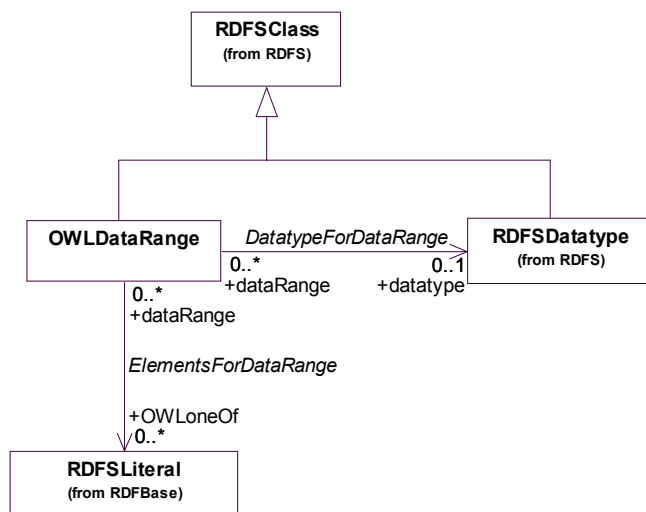 RDFSClass
(from RDFS)
OWLDataRange
DatatypeForDataRange
RDFSDatatype
(from RDFS)
0..*
0..1
+dataRange
+datatype
0..*
+dataRange
ElementsForDataRange
+OWLoneOf
0..*
RDFSLiteral
(from RDFBase)